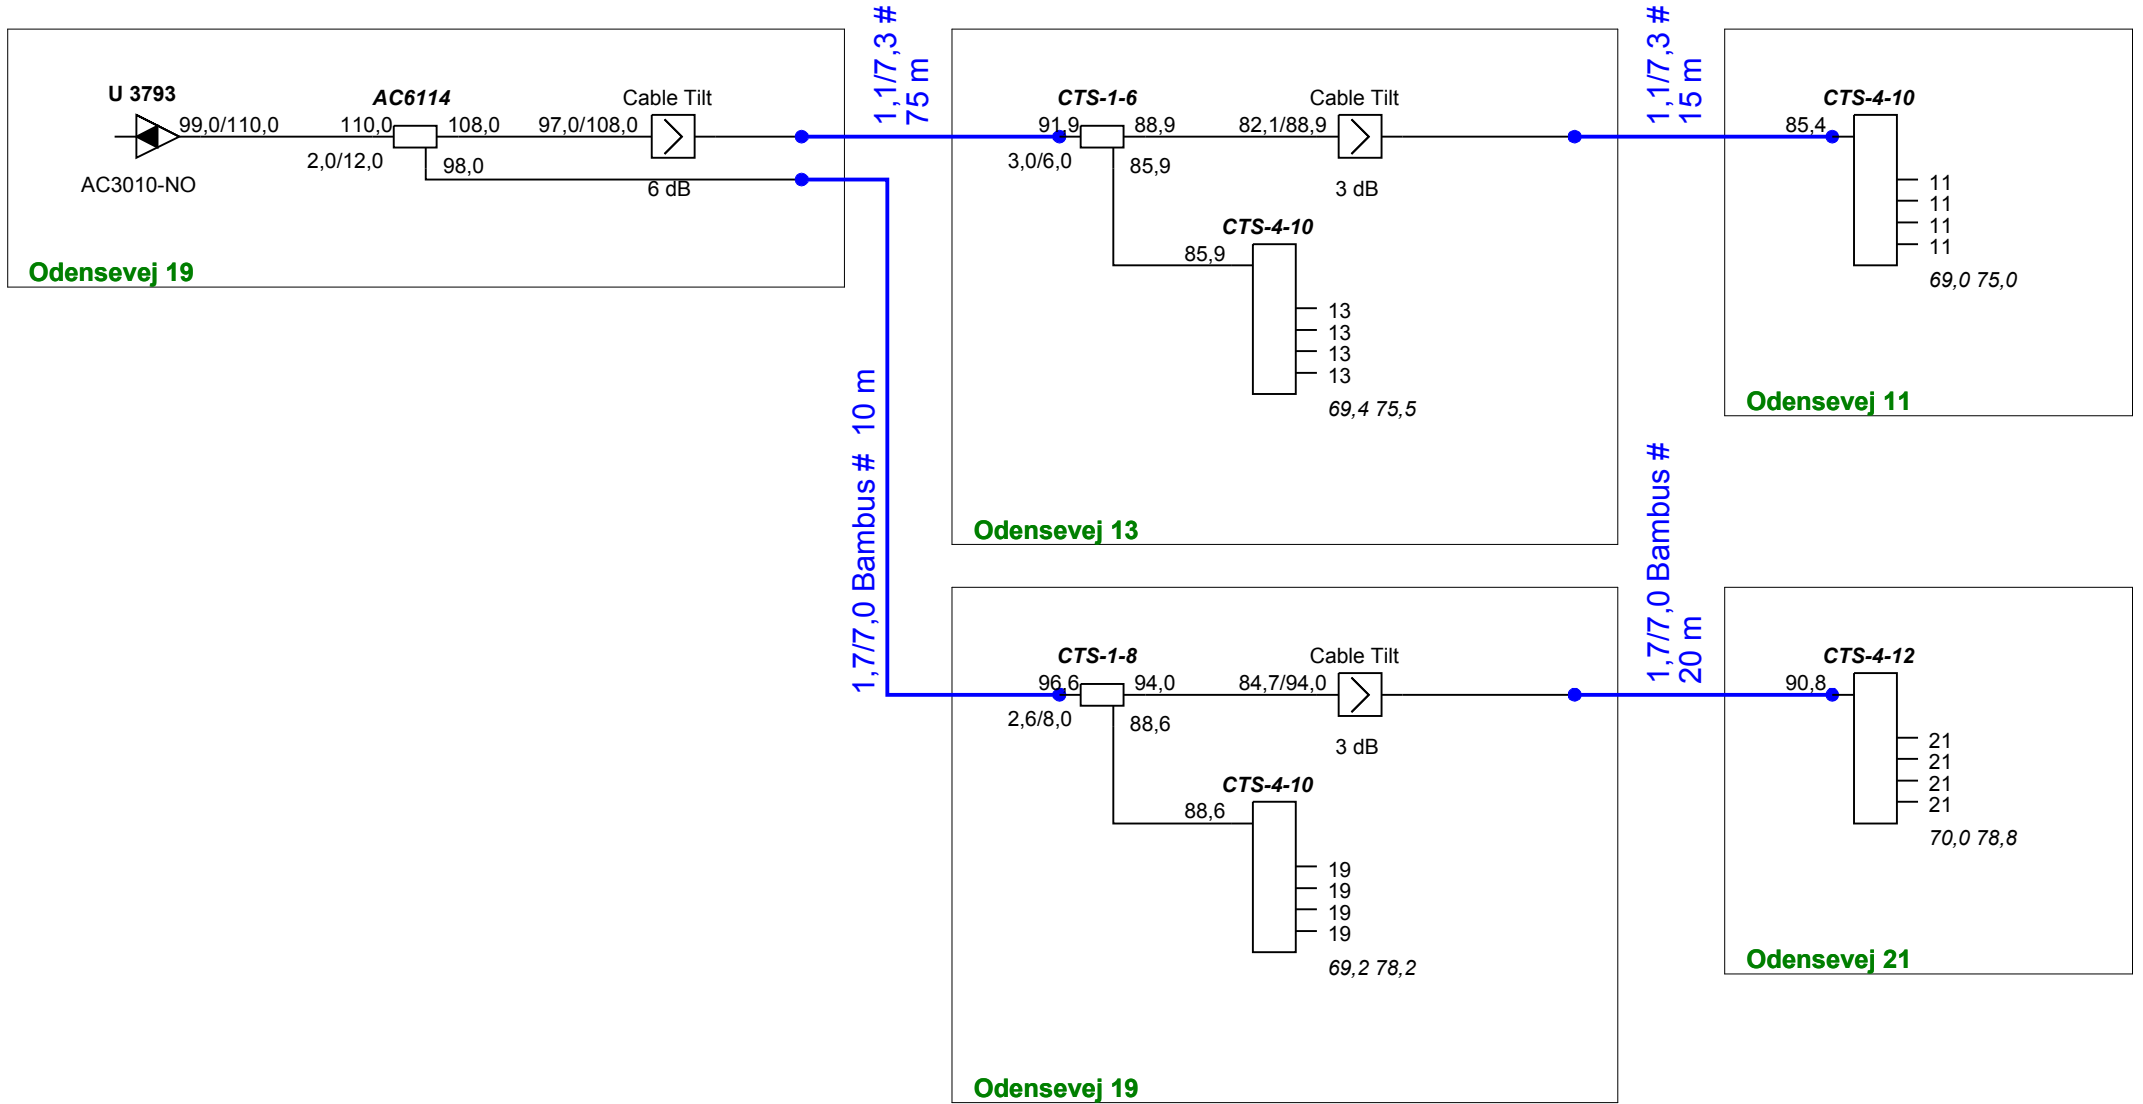 U 3793
99,0/110,0
AC3010-NO
AC6114
110,0
108,0
2,0/12,0
98,0
Cable Tilt
97,0/108,0
6 dB
Odensevej 19
1,1/7,3 #
75 m
CTS-1-6
91,9
88,9
3,0/6,0
85,9
Cable Tilt
82,1/88,9
3 dB
CTS-4-10
85,9
13
13
13
13
69,4 75,5
Odensevej 13
1,1/7,3 #
15 m
CTS-4-10
85,4
11
11
11
11
69,0 75,0
Odensevej 11
1,7/7,0 Bambus # 10 m
CTS-1-8
96,6
94,0
2,6/8,0
88,6
Cable Tilt
84,7/94,0
3 dB
CTS-4-10
88,6
19
19
19
19
69,2 78,2
Odensevej 19
1,7/7,0 Bambus #
20 m
CTS-4-12
90,8
21
21
21
21
70,0 78,8
Odensevej 21